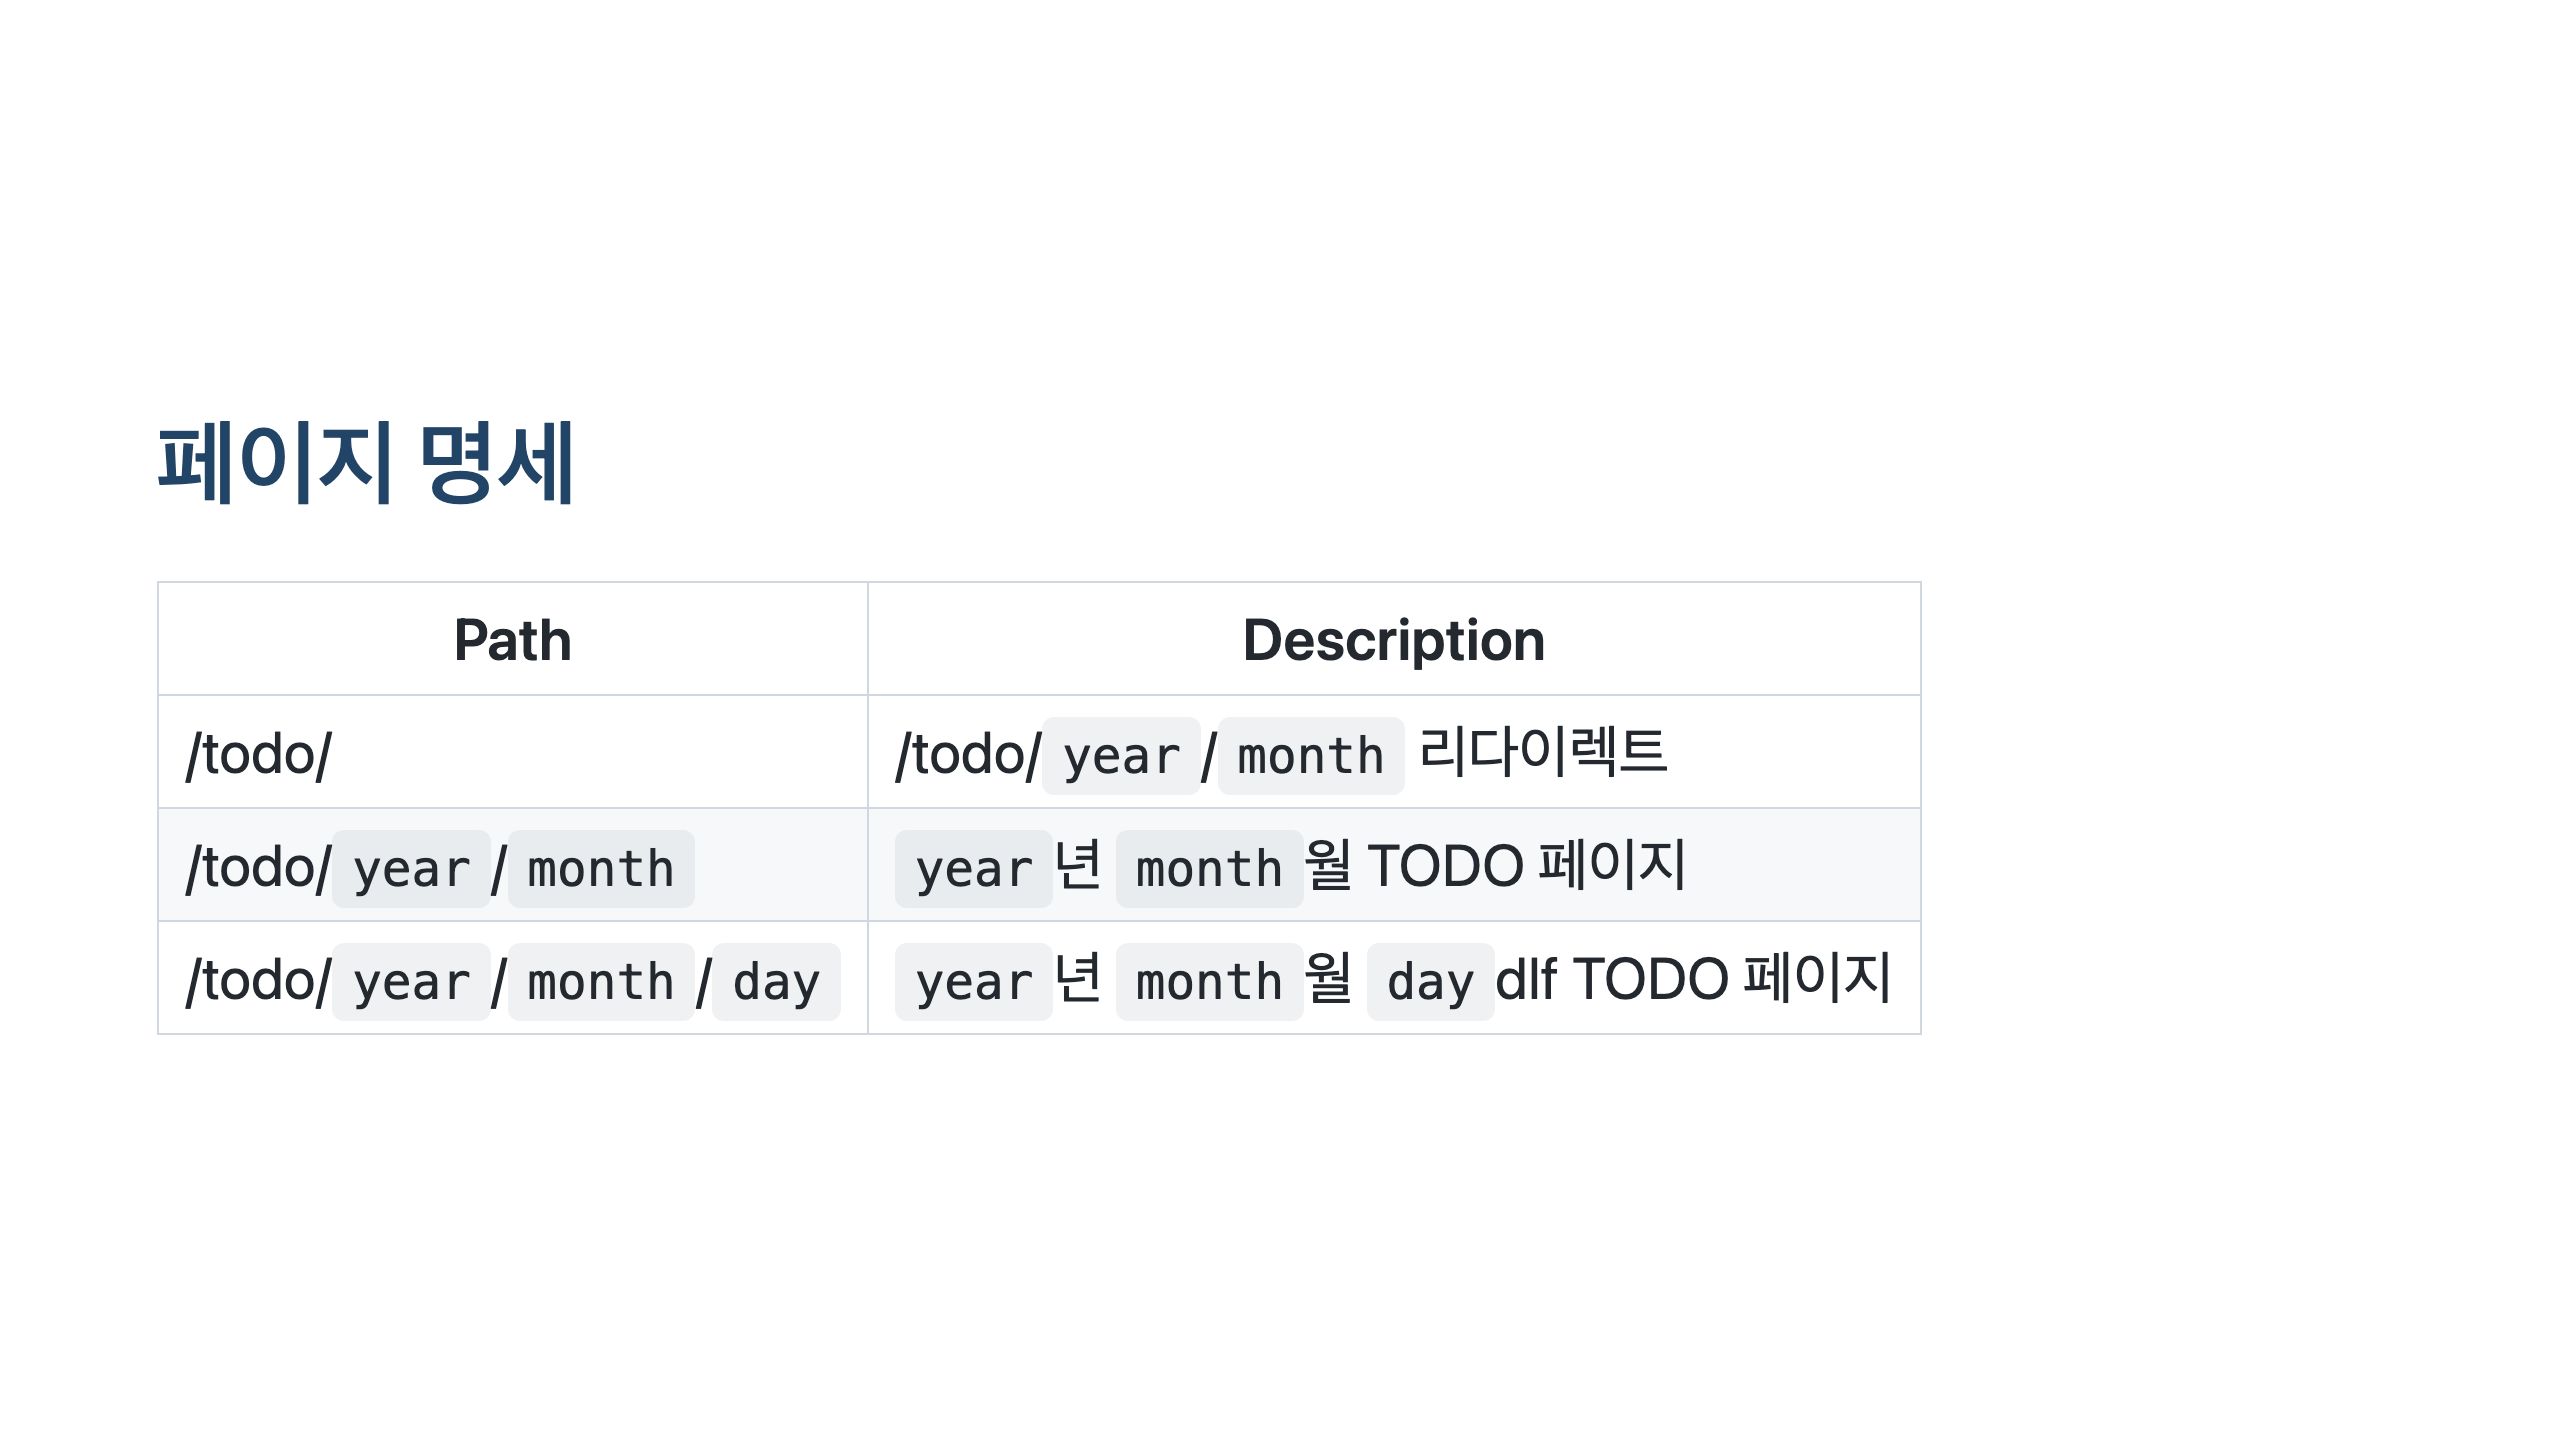 페이지 명세
Path Description
/todo/ /todo/ year / month 리다이렉트
/todo/ year / month year 년 month 월 TODO 페이지
/todo/ year / month / day year 년 month 월 day dlf TODO 페이지